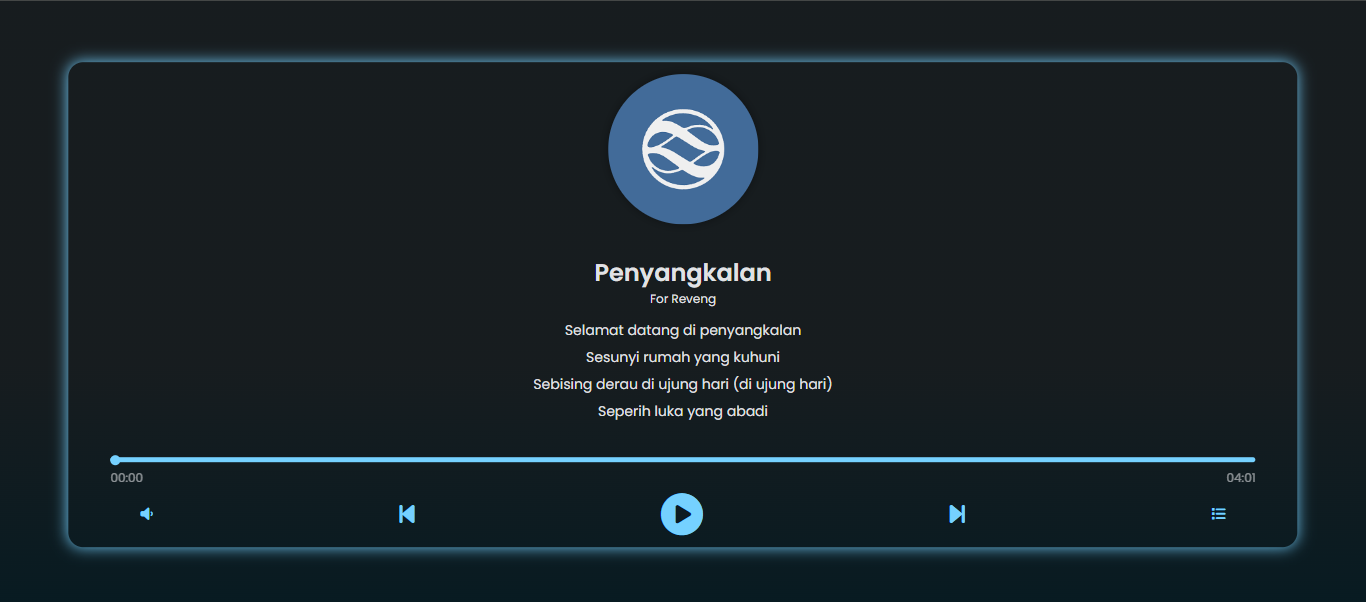 Penyangkalan
For Reveng
Selamat datang di penyangkalan
Sesunyi rumah yang kuhuni
Sebising derau di ujung hari (di ujung hari)
Seperih luka yang abadi
00:00
04:01